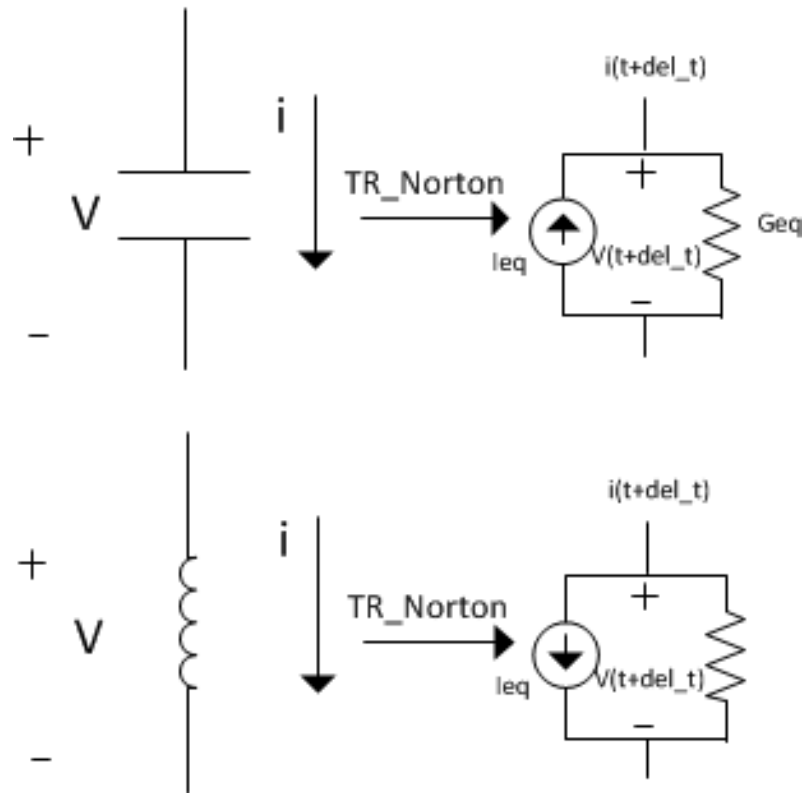 i(t+del_t)
i
+
TR_Norton
+
V
Geq
V(t+del_t)
Ieq
–
–
i(t+del_t)
i
+
TR_Norton
+
V
V(t+del_t)
Ieq
–
–